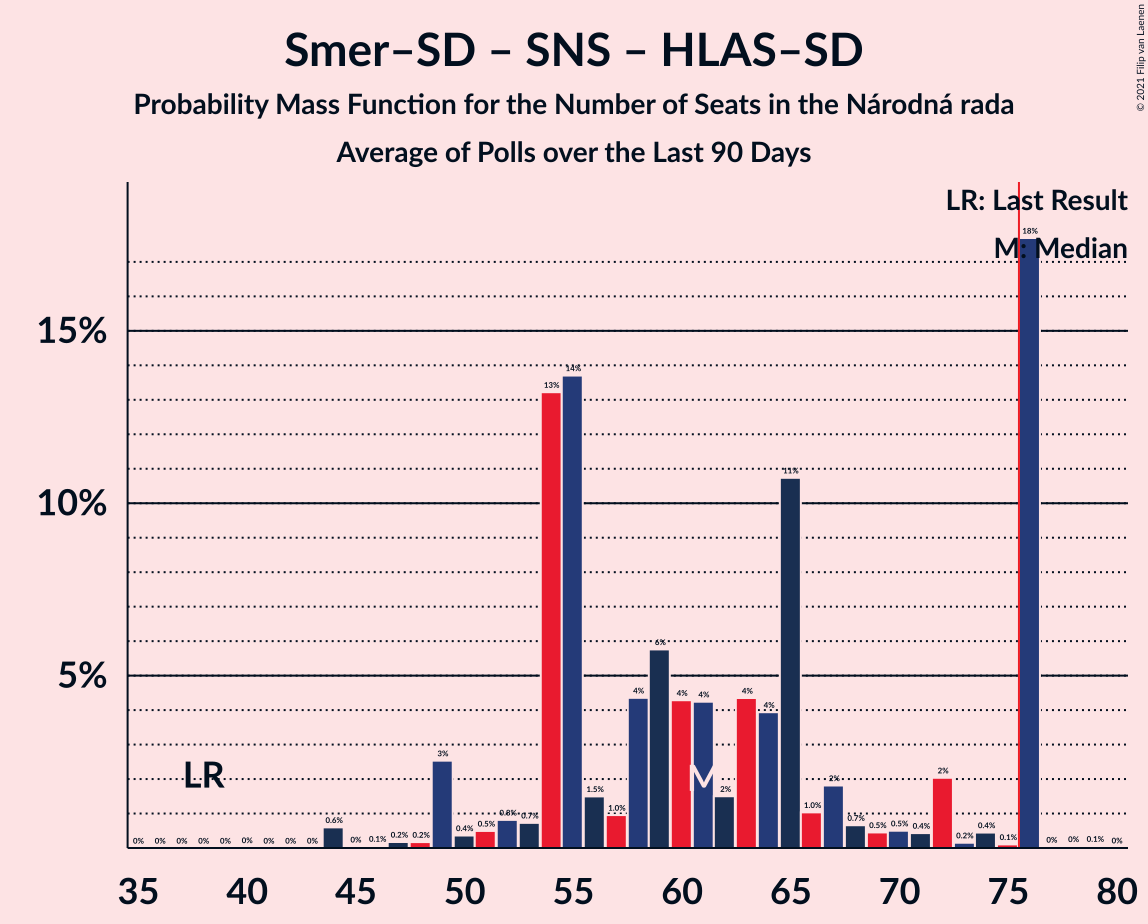 Smer–SD – SNS – HLAS–SD
Probability Mass Function for the Number of Seats in the Národná rada
Average of Polls over the Last 90 Days
© 2021 Filip van Laenen
LR: Last Result
M: Median
15%
10%
5%
0% 0% 0% 0% 0% 0% 0% 0% 0% 0.6% 0% 0.1% 0.2% 0.2% 3% 0.4% 0.5% 0.8% 0.7% 13% 14% 1.5% 1.0% 4% 6% 4% 4% 2% 4% 4% 11% 1.0% 2% 0.7% 0.5% 0.5% 0.4% 2% 0.2% 0.4% 0.1% 18% 0% 0% 0.1% 0%
LR
M
35 40 45 50 55 60 65 70 75 80